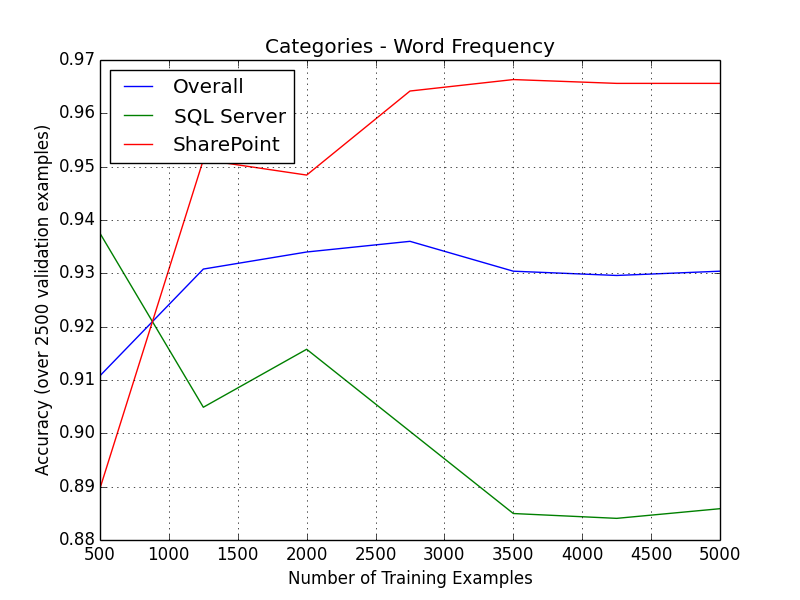 Categories - Word Frequency
Overall
SQL Server
SharePoint
0.97
0.96
0.95
0.94
0.93
0.92
0.91
0.90
0.89
0.88
Accuracy (over 2500 validation examples)
500 1000 1500 2000 2500 3000 3500 4000 4500 5000
Number of Training Examples